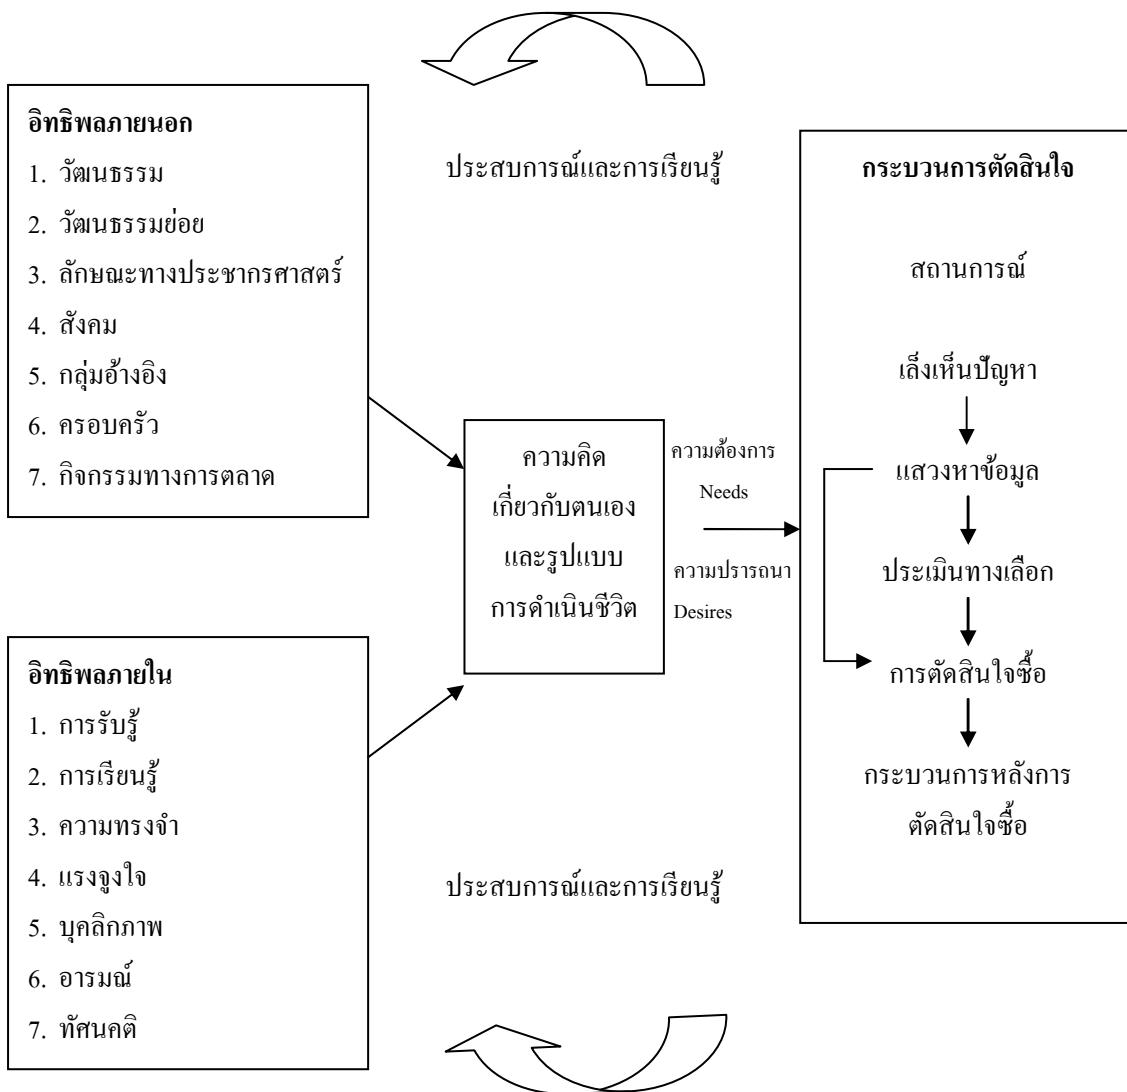 อิทธิพลภายนอก
1. วัฒนธรรม
2. วัฒนธรรมย่อย
3. ลักษณะทางประชากรศาสตร์
4. สังคม
5. กลุ่มอ้างอิง
6. ครอบครัว
7. กิจกรรมทางการตลาด
ประสบการณ์และการเรียนรู้
อิทธิพลภายใน
1. การรับรู้
2. การเรียนรู้
3. ความทรงจำ
4. แรงจูงใจ
5. บุคลิกภาพ
6. อารมณ์
7. ทัศนคติ
ความคิด
เกี่ยวกับตนเอง
และรูปแบบ
การดำเนินชีวิต
ความต้องการ
Needs
ความปรารถนา
Desires
ประสบการณ์และการเรียนรู้
กระบวนการตัดสินใจ
สถานการณ์
เล็งเห็นปัญหา
แสวงหาข้อมูล
ประเมินทางเลือก
การตัดสินใจซื้อ
กระบวนการหลังการ
ตัดสินใจซื้อ